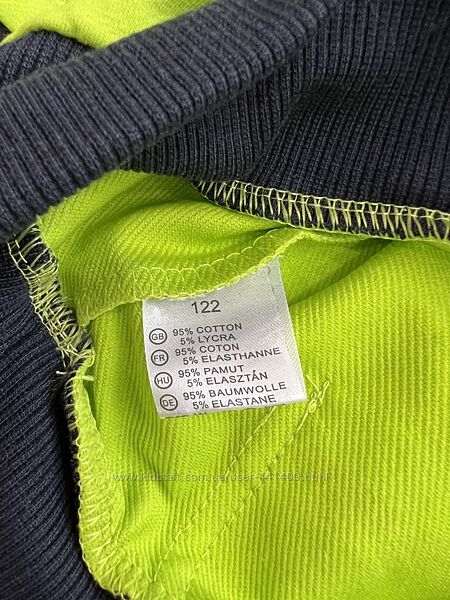 122
GB 95% COTTON
5% LYCRA
FR 95% COTON
5% ELASTHANNE
HU 95% PAMUT
5% ELASZTÁN
DE 95% BAUMWOLLE
5% ELASTANE